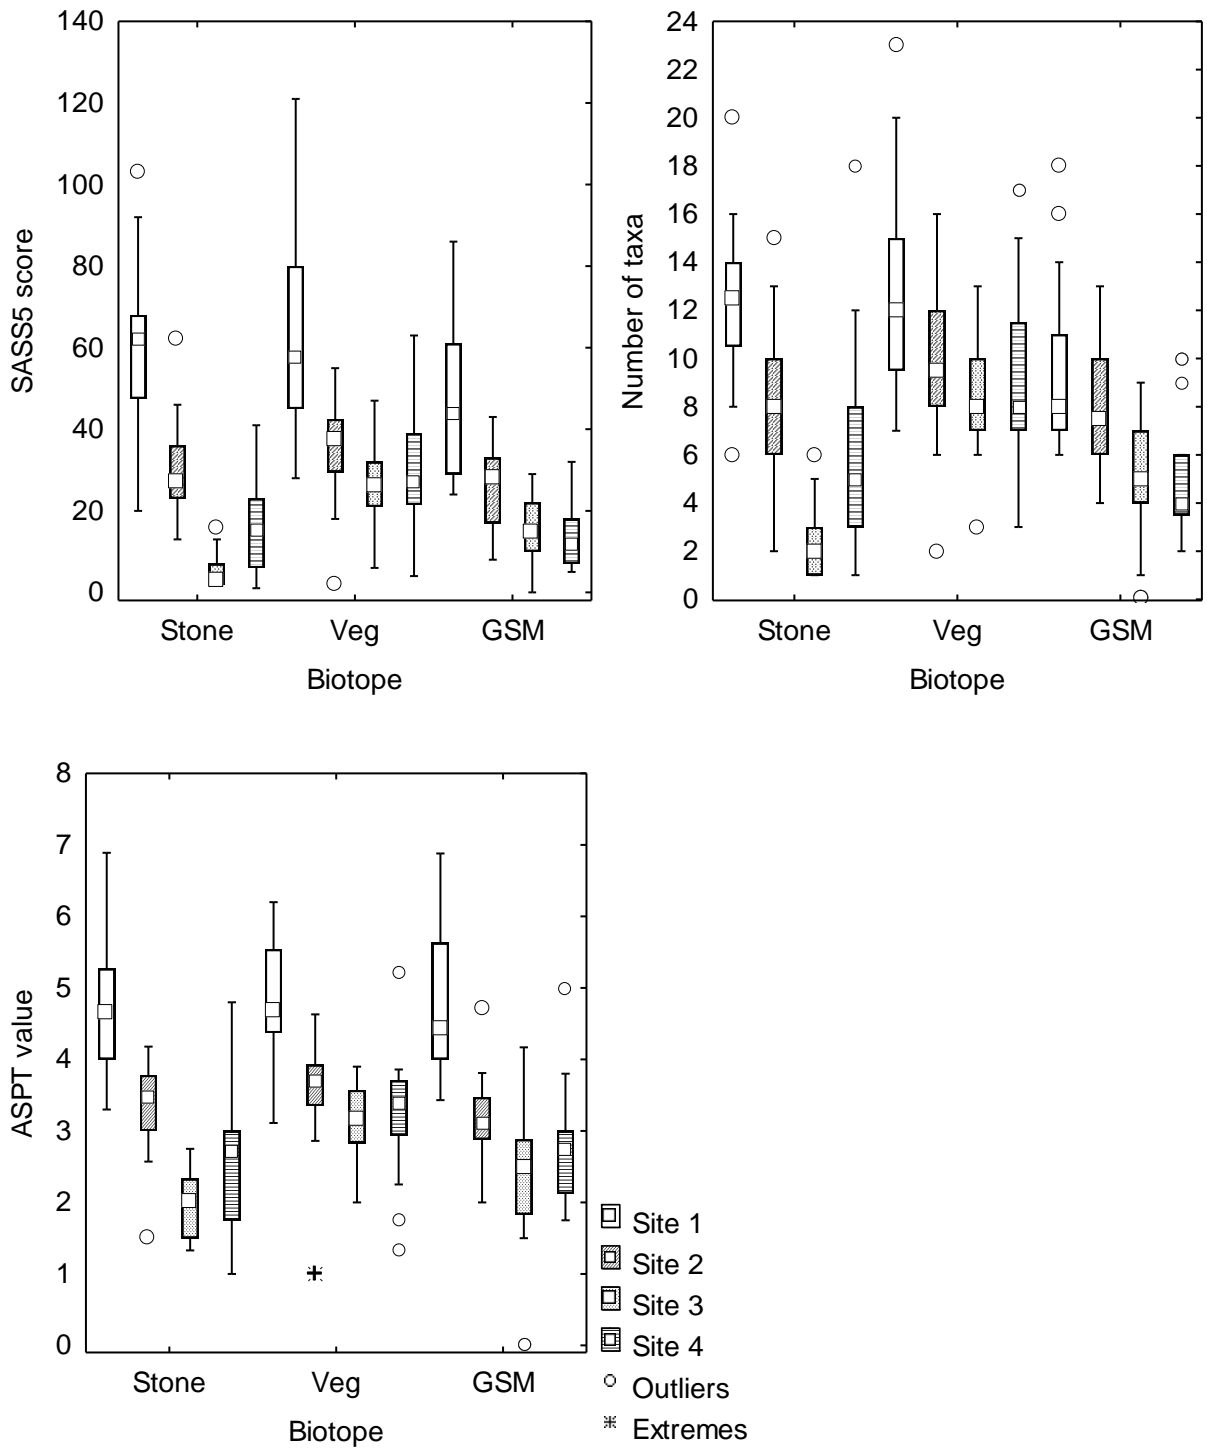 SASS5 score
140
120
100
80
60
40
20
0
Stone Veg GSM
Biotope
Number of taxa
24
22
20
18
16
14
12
10
8
6
4
2
0
Stone Veg GSM
Biotope
ASPT value
8
7
6
5
4
3
2
1
0
Stone Veg GSM
Biotope
Site 1
Site 2
Site 3
Site 4
Outliers
Extremes